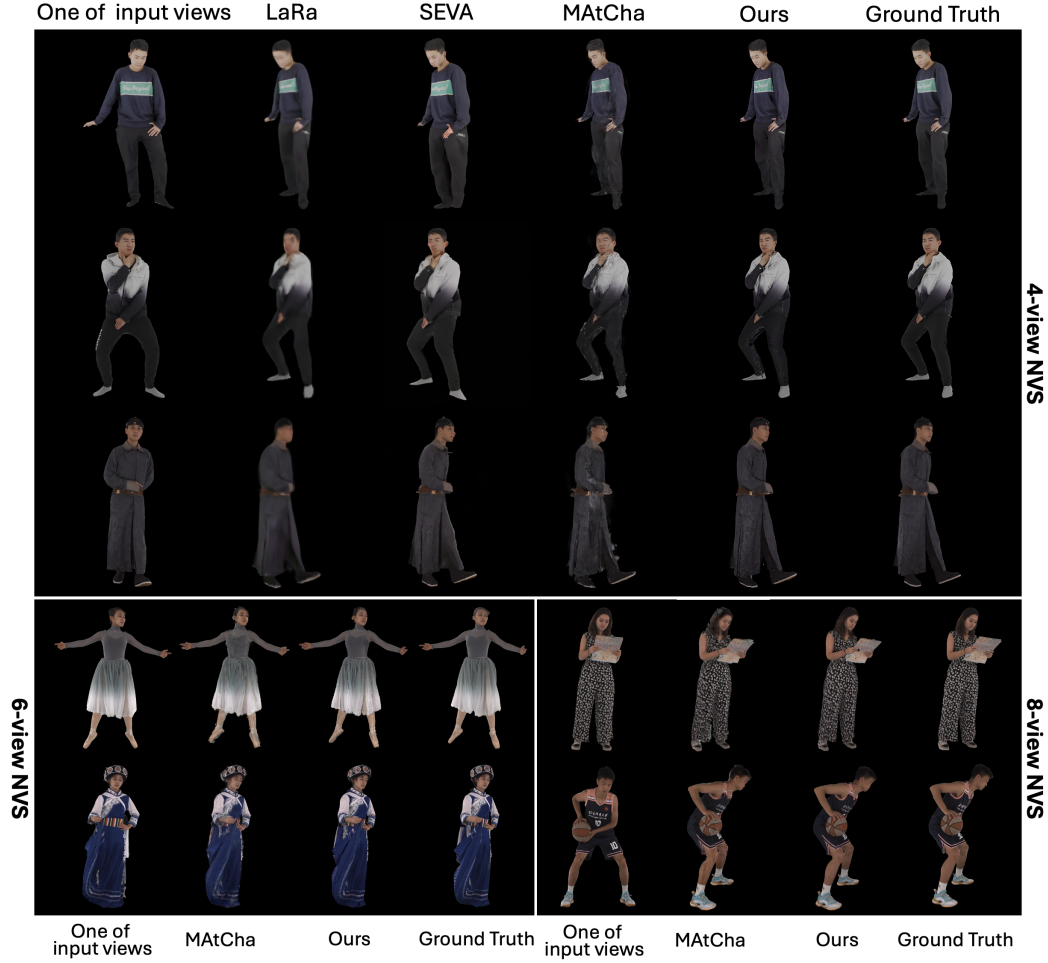 One of input views
LaRa
SEVA
MAtCha
Ours
Ground Truth
4-view NVS
6-view NVS
8-view NVS
10
One of
input views
MAtCha
Ours
Ground Truth
One of
input views
MAtCha
Ours
Ground Truth